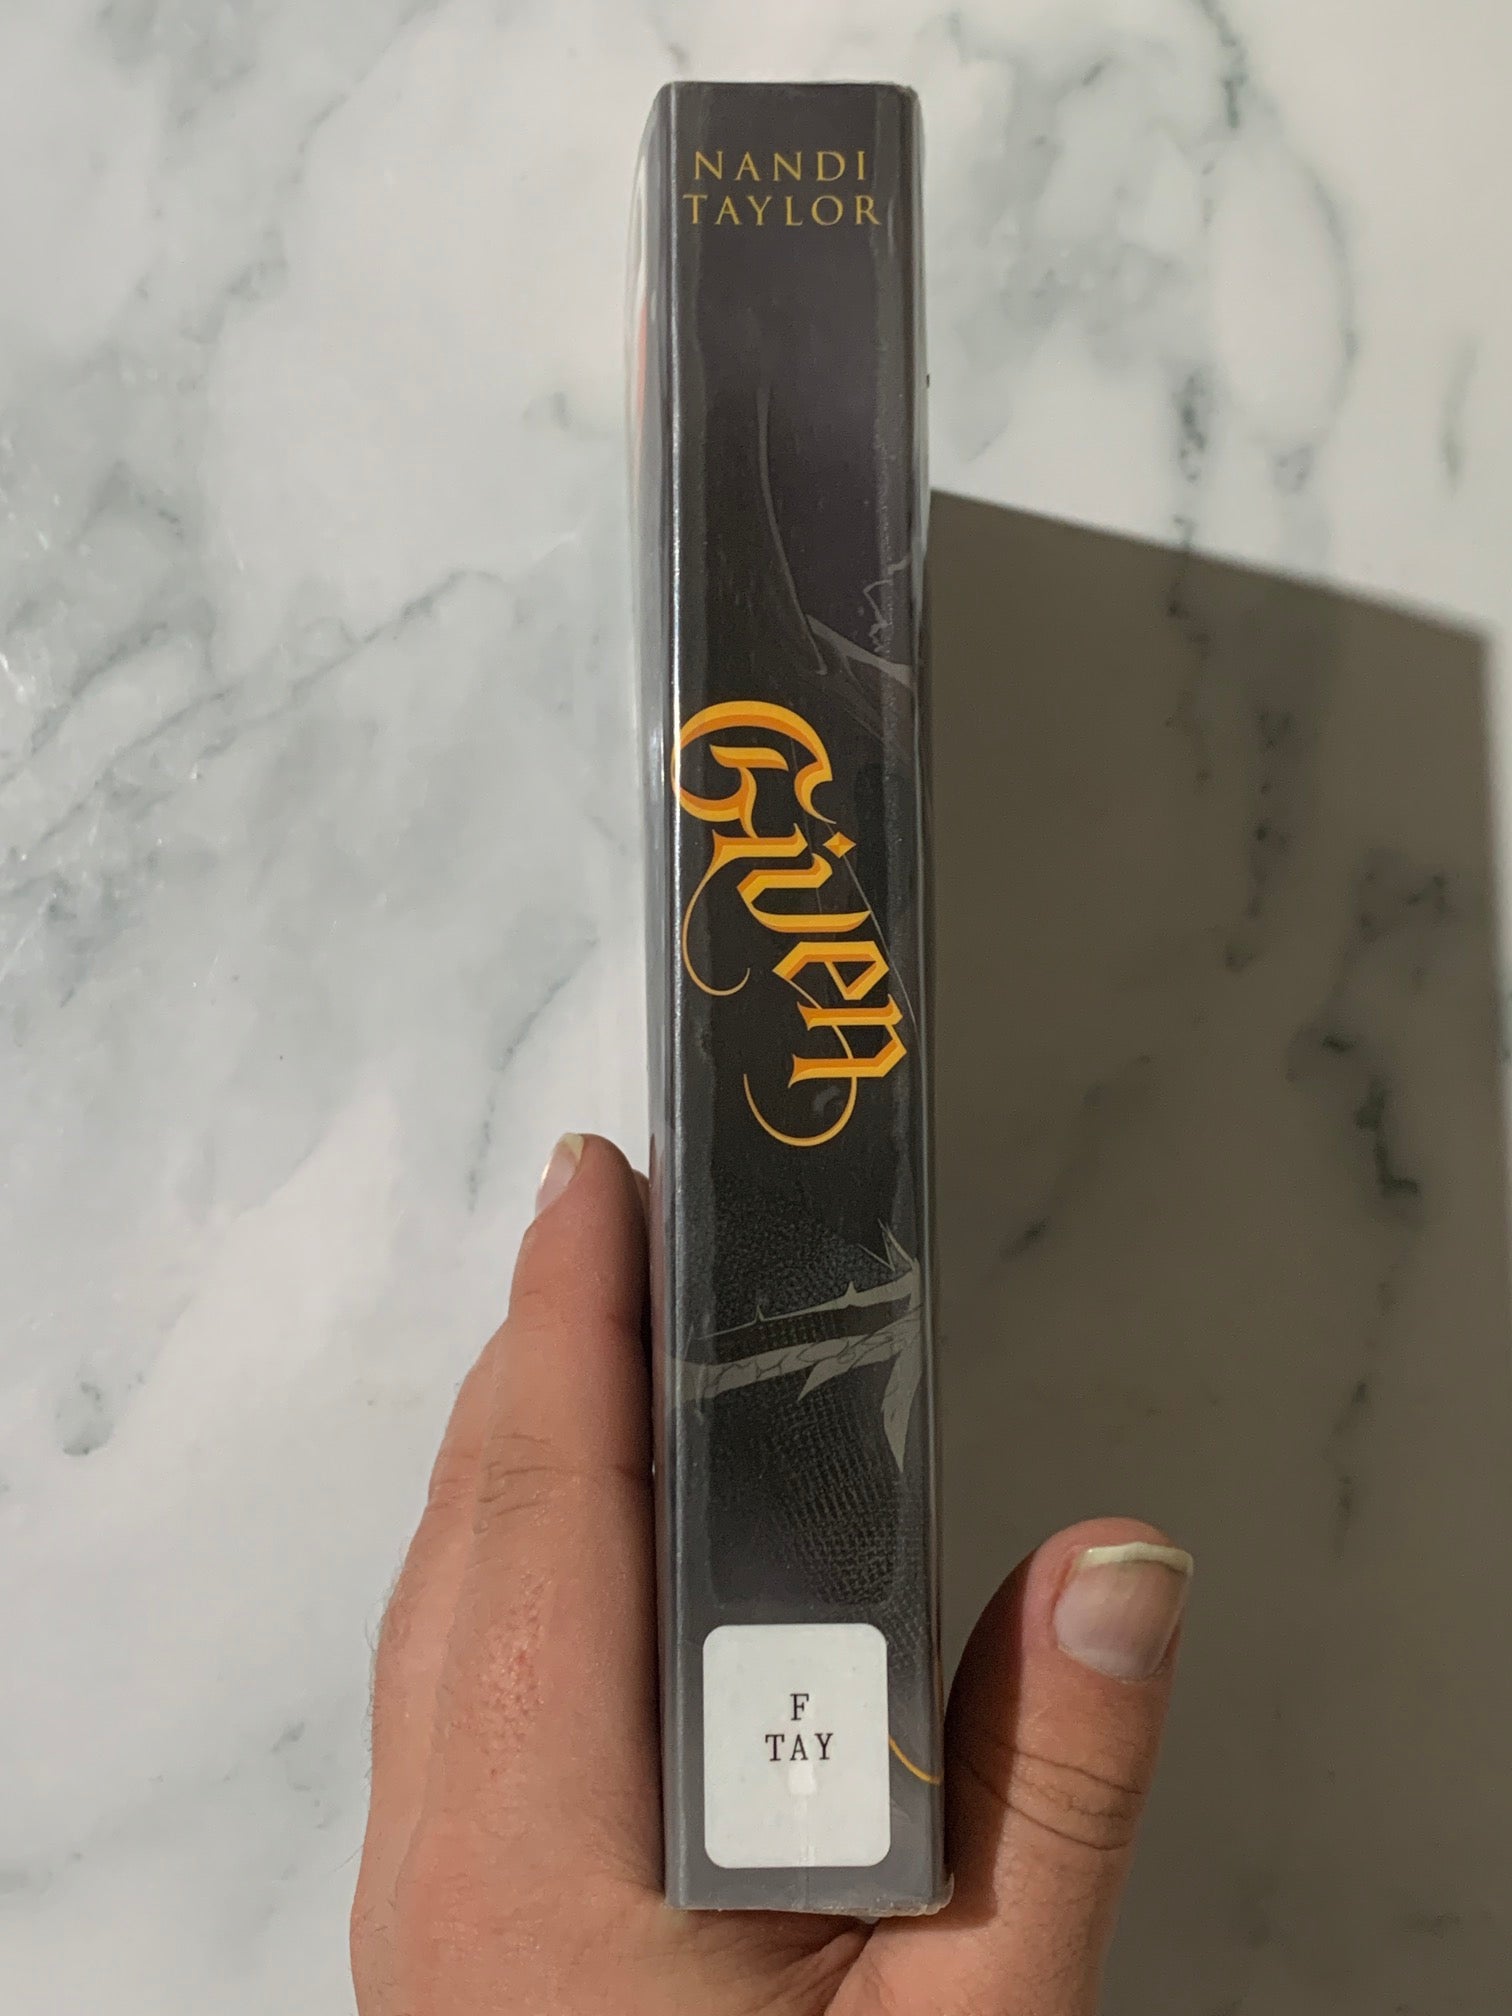 NANDI
TAYLOR
Given
F
TAY